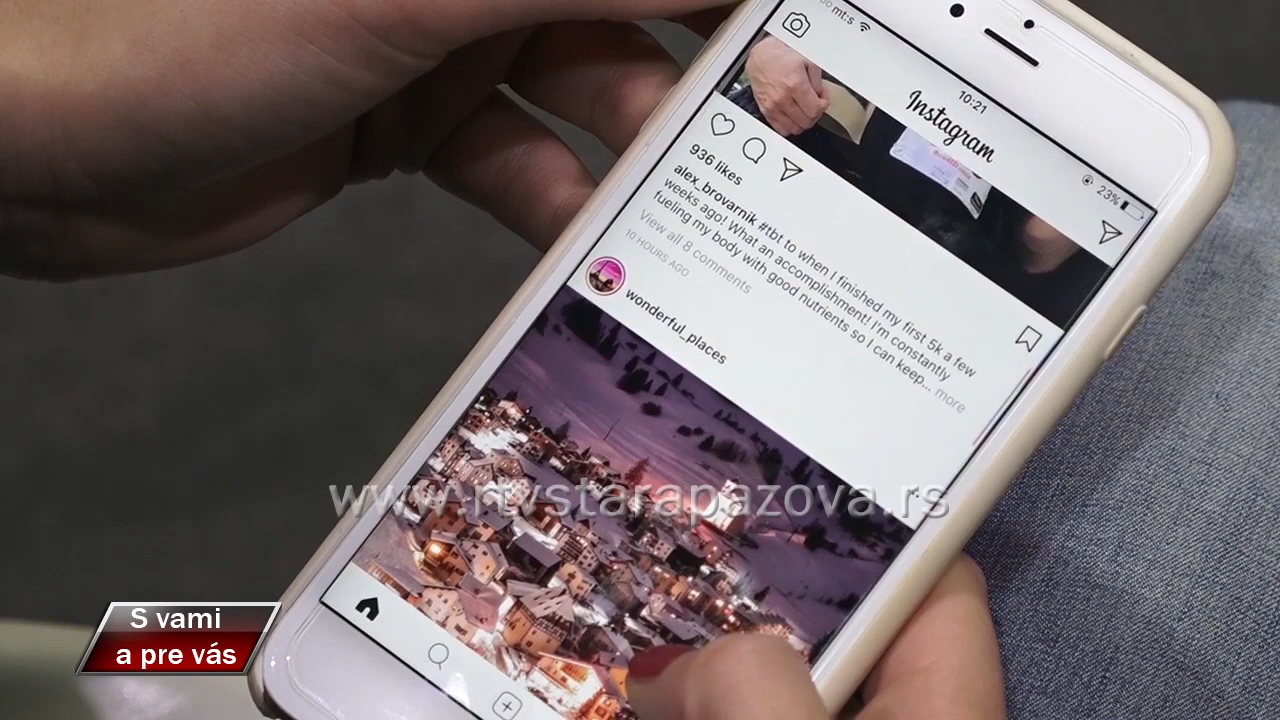 mt:s
10:21
23%
Instagram
936 likes
alex_brovarnik #tbt to when I finished my first 5k a few
weeks ago! What an accomplishment! I'm constantly
fueling my body with good nutrients so I can keep... more
View all 8 comments
10 HOURS AGO
wonderful_places
www.rtvstarapazova.rs
S vami
a pre vás